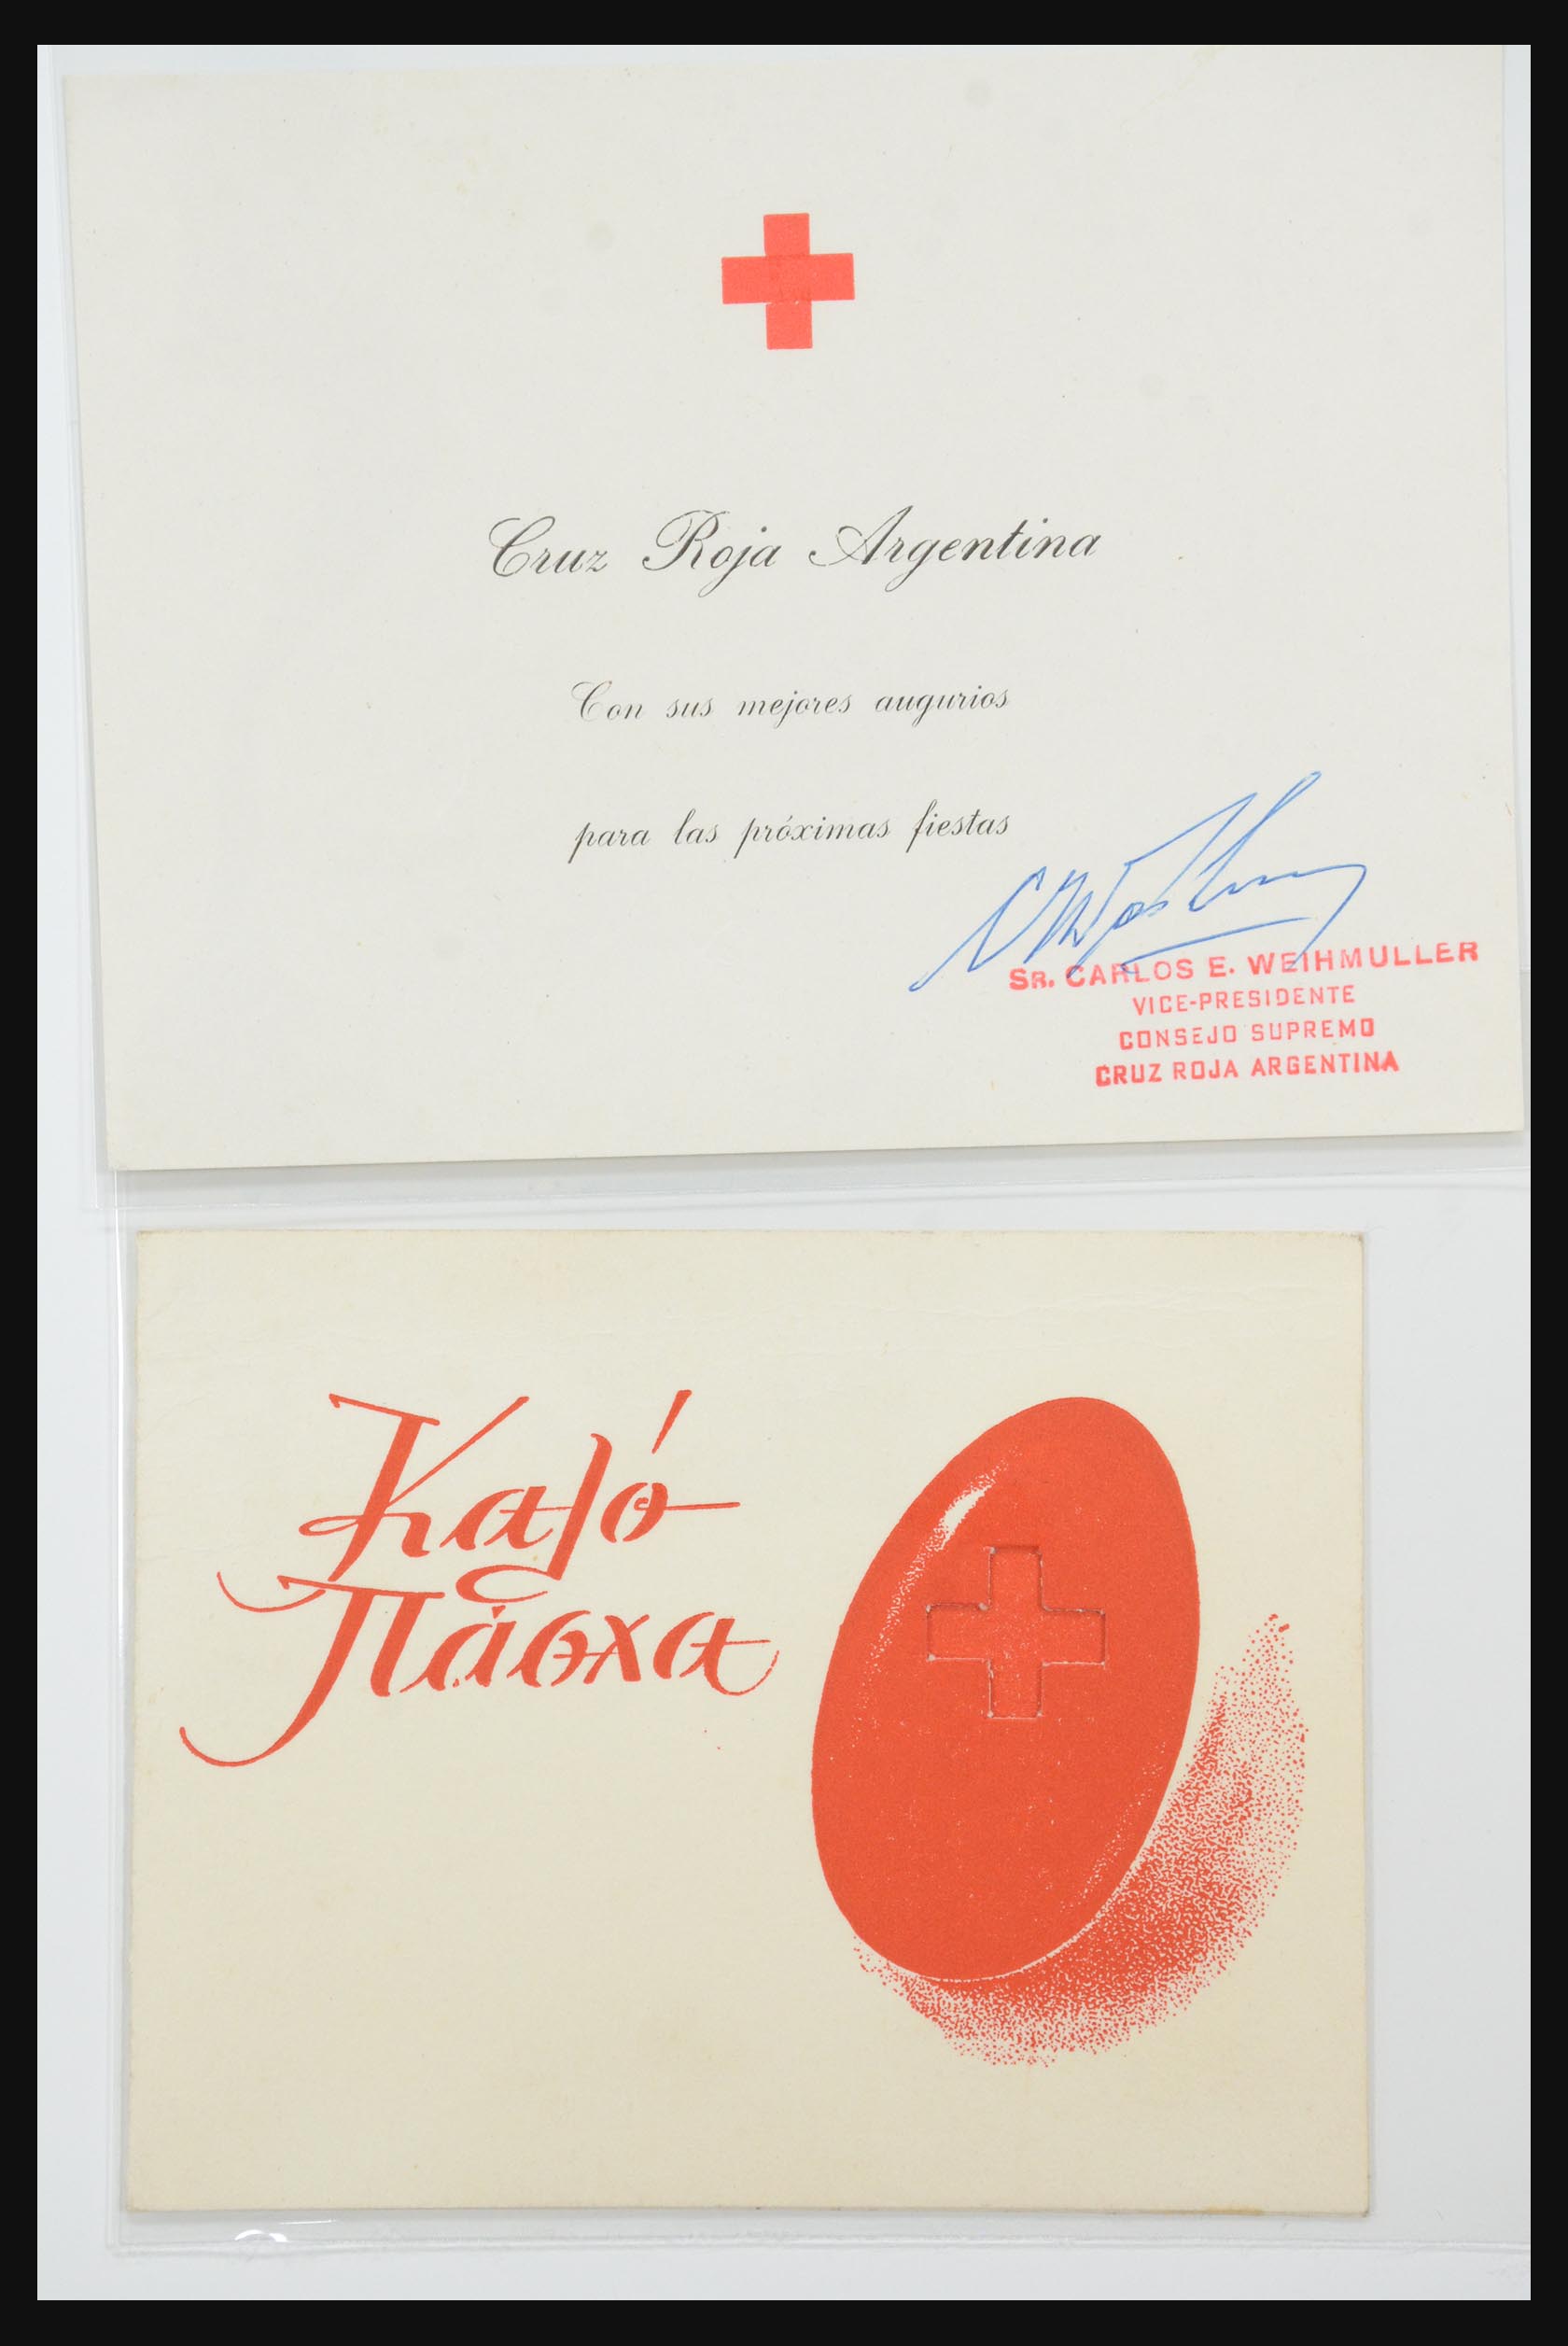 Cruz Roja Argentina
Con sus mejores augurios
para las próximas fiestas
SR. CARLOS E. WEIHMULLER
VICE-PRESIDENTE
CONSEJO SUPREMO
CRUZ ROJA ARGENTINA
Καλό
Πάσχα